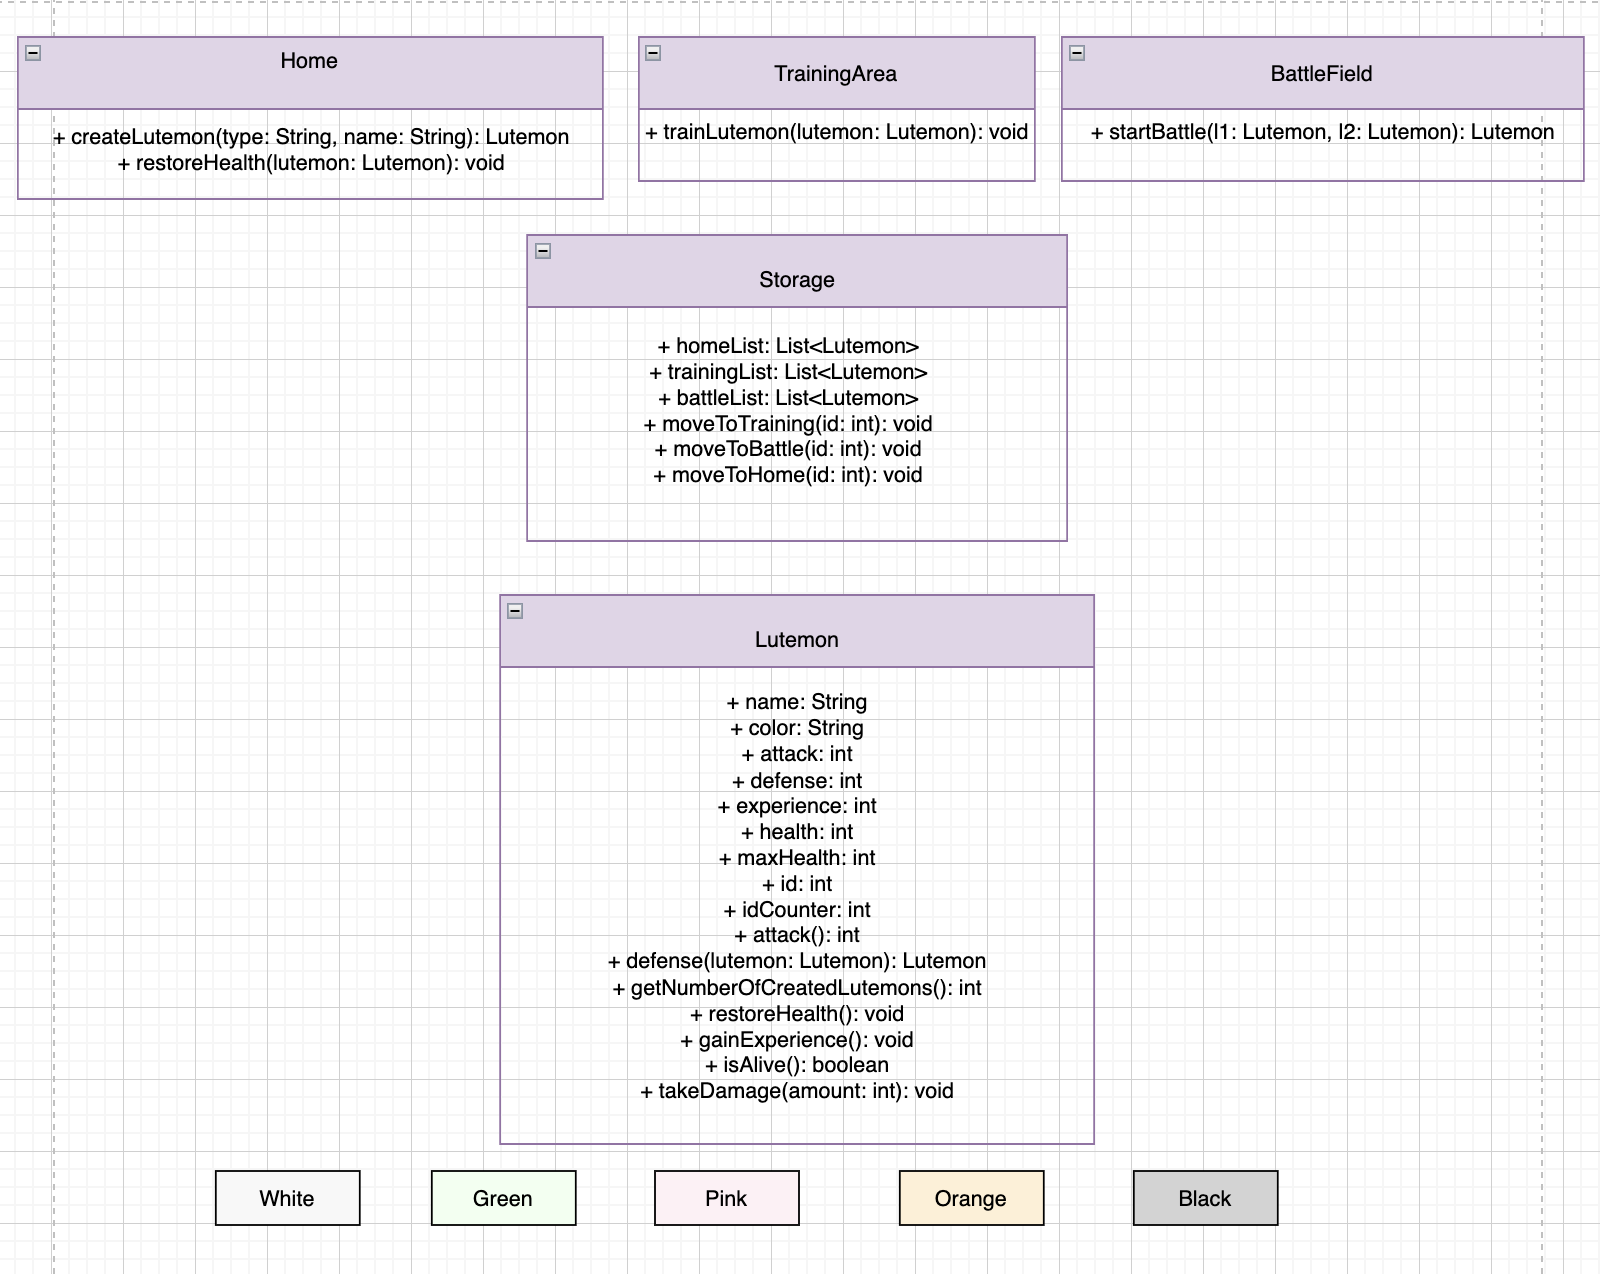 Home
+ createLutemon(type: String, name: String): Lutemon
+ restoreHealth(lutemon: Lutemon): void
TrainingArea
+ trainLutemon(lutemon: Lutemon): void
BattleField
+ startBattle(l1: Lutemon, l2: Lutemon): Lutemon
Storage
+ homeList: List<Lutemon>
+ trainingList: List<Lutemon>
+ battleList: List<Lutemon>
+ moveToTraining(id: int): void
+ moveToBattle(id: int): void
+ moveToHome(id: int): void
Lutemon
+ name: String
+ color: String
+ attack: int
+ defense: int
+ experience: int
+ health: int
+ maxHealth: int
+ id: int
+ idCounter: int
+ attack(): int
+ defense(lutemon: Lutemon): Lutemon
+ getNumberOfCreatedLutemons(): int
+ restoreHealth(): void
+ gainExperience(): void
+ isAlive(): boolean
+ takeDamage(amount: int): void
White
Green
Pink
Orange
Black